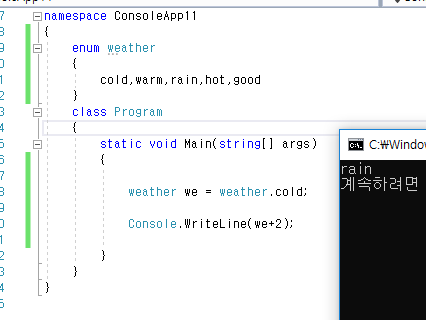 namespace ConsoleApp11
{
enum weather
{
cold,warm,rain,hot,good
}
class Program
{
static void Main(string[] args)
{
weather we = weather.cold;
Console.WriteLine(we+2);
}
}
}
C:\Window
rain
계속하려면